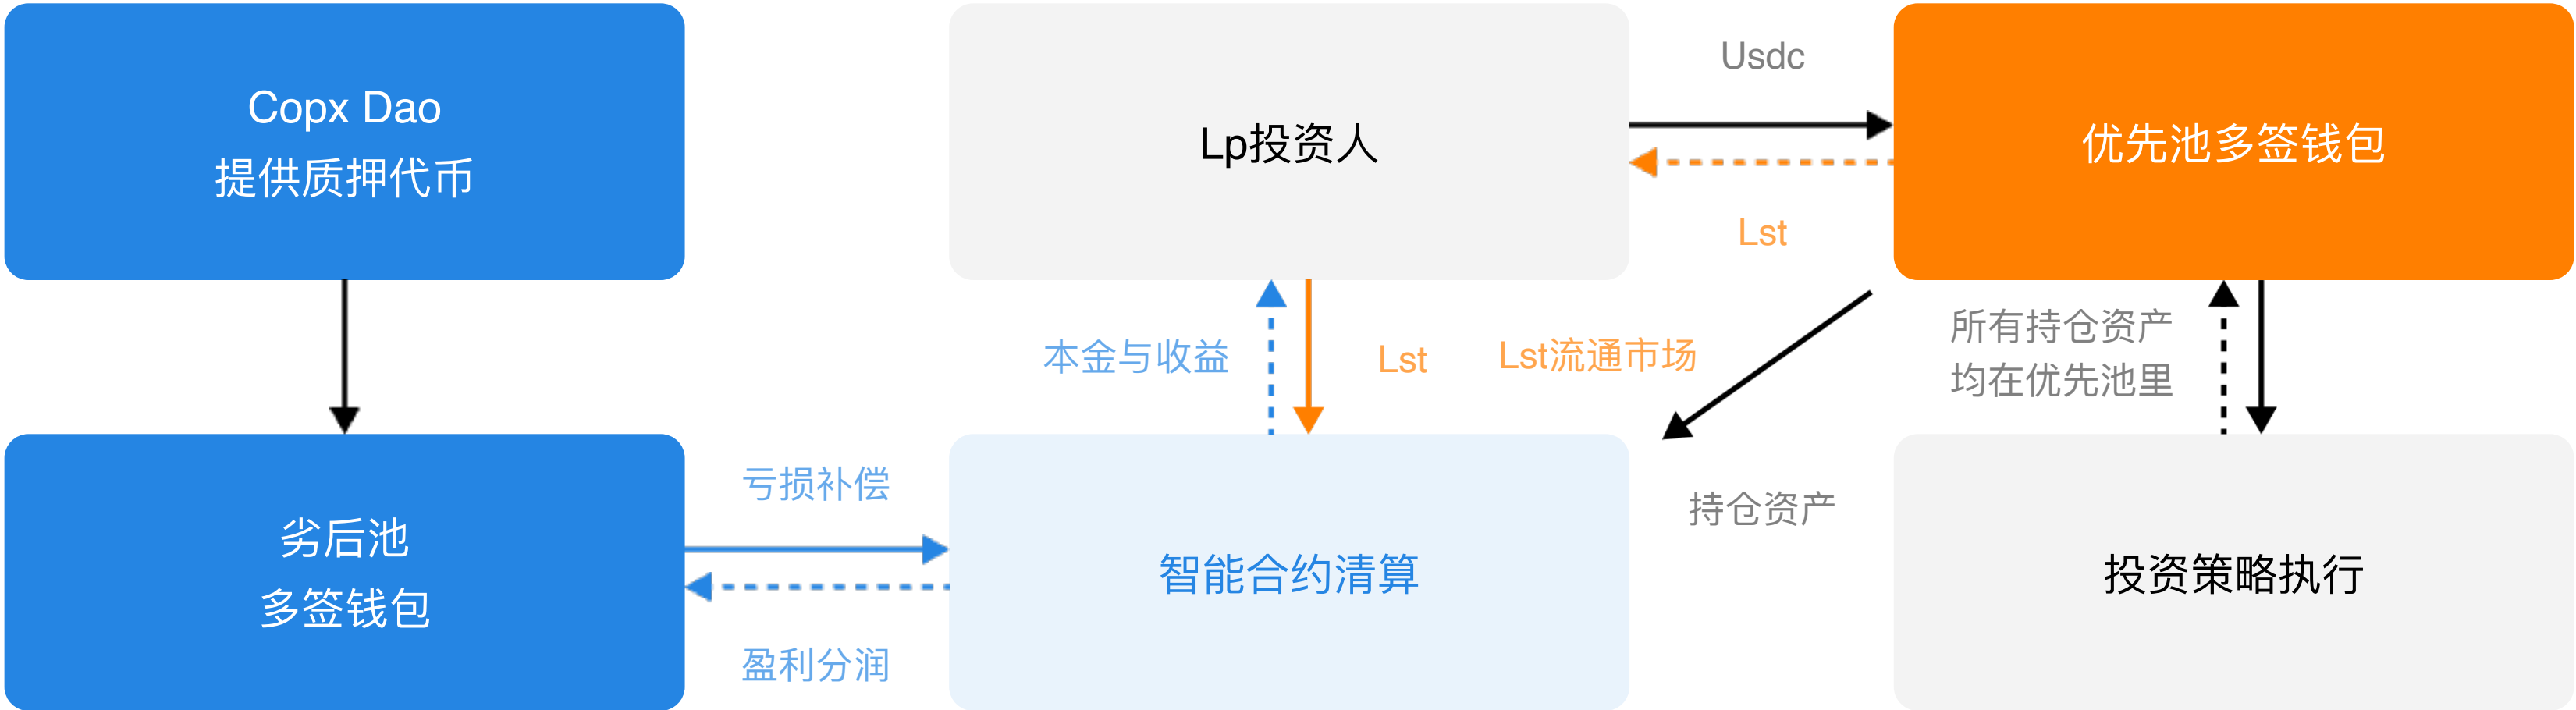 Copx Dao
提供质拥代币
Lp投资人
Usdc
Lst
优先池多签钱包
本金与收益
Lst
Lst流通市场
所有持仓资产
均在优先池里
劣后池
多签钱包
亏损补偿
盈利分润
智能合约清算
持仓资产
投资策略执行